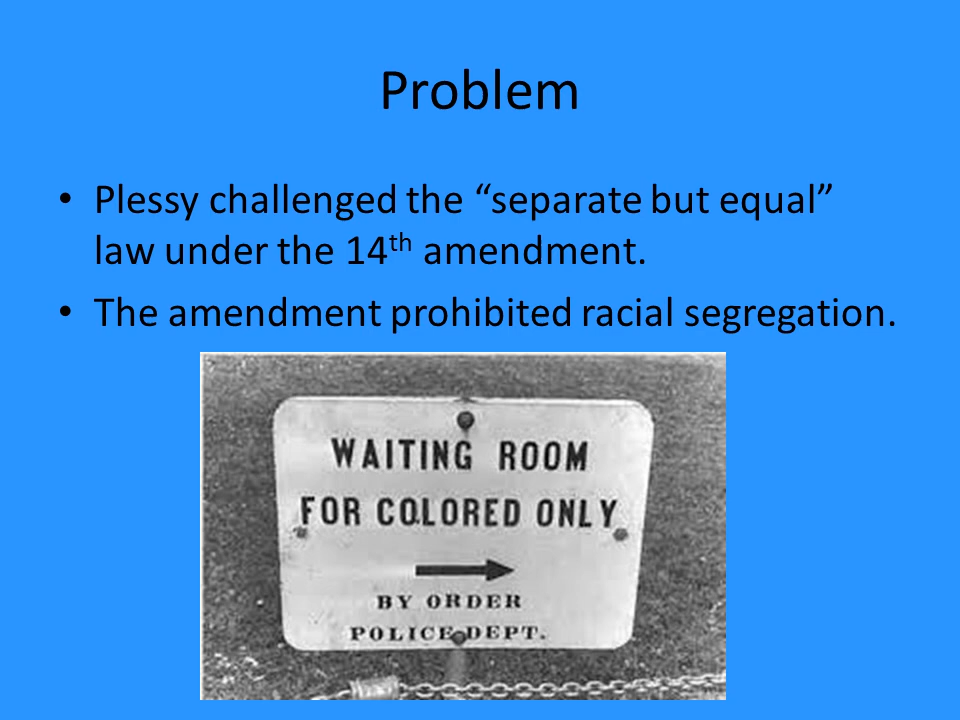 Problem
• Plessy challenged the “separate but equal”
law under the 14th amendment.
• The amendment prohibited racial segregation.
WAITING ROOM
FOR COLORED ONLY
BY ORDER
POLICE DEPT.